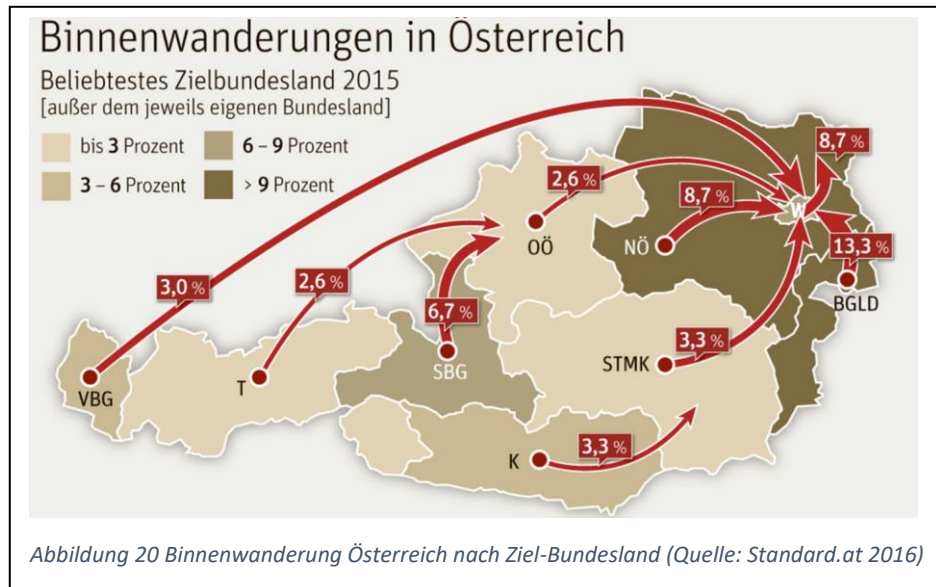 Binnenwanderungen in Österreich
Beliebtestes Zielbundesland 2015
[außer dem jeweils eigenen Bundesland]
bis 3 Prozent
6 – 9 Prozent
3 – 6 Prozent
> 9 Prozent
8,7 %
2,6 %
8,7 %
W
OÖ
NÖ
13,3 %
3,0 %
2,6 %
BGLD
6,7 %
3,3 %
SBG
STMK
VBG
T
3,3 %
K
Abbildung 20 Binnenwanderung Österreich nach Ziel-Bundesland (Quelle: Standard.at 2016)